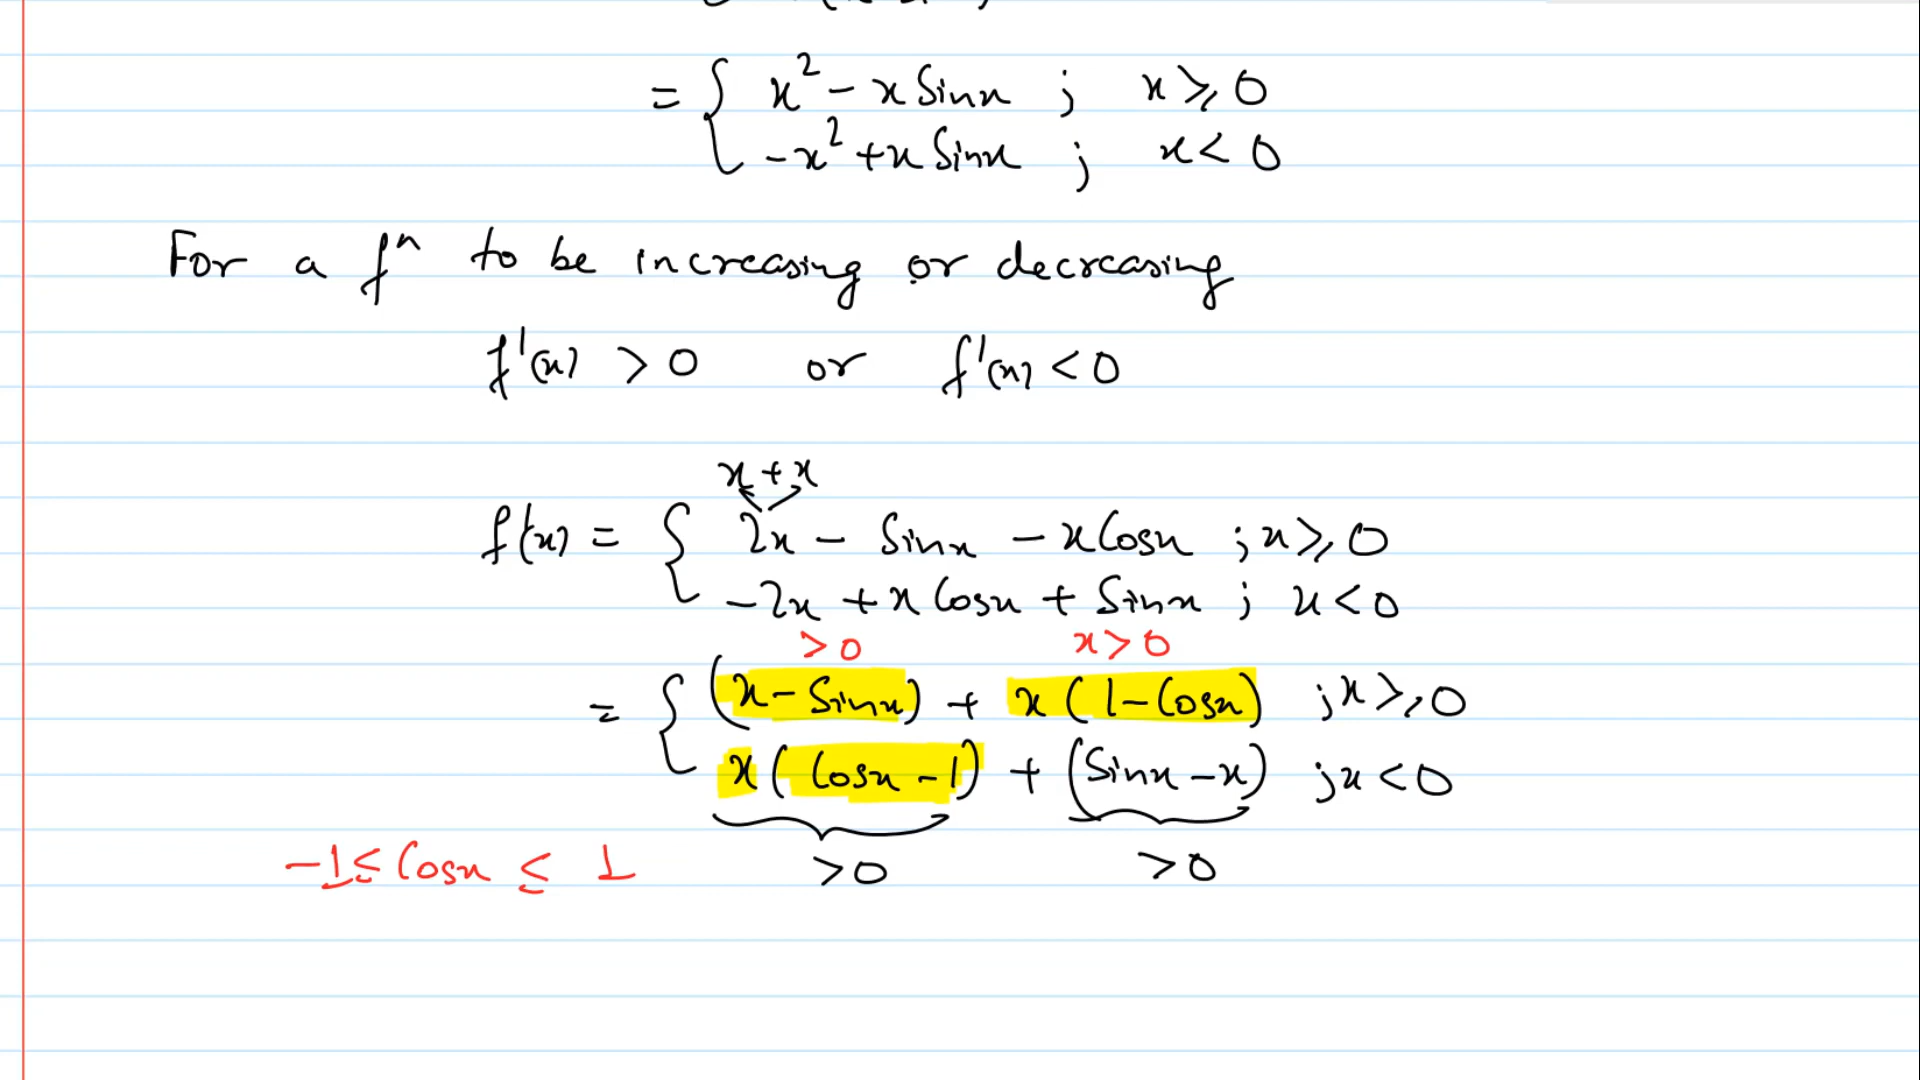 = { x² - x Sinx ; x ≥ 0
-x² + x Sinx ; x < 0
For a fⁿ to be increasing or decreasing
f'(x) > 0 or f'(x) < 0
x + x
f'(x) = { 2x - Sinx - x Cosx ; x ≥ 0
-2x + x Cosx + Sinx ; x < 0
> 0 x > 0
= { (x - Sinx) + x (1 - Cosx) ; x ≥ 0
x (Cosx - 1) + (Sinx - x) ; x < 0
-1 ≤ Cosx ≤ 1 > 0 > 0